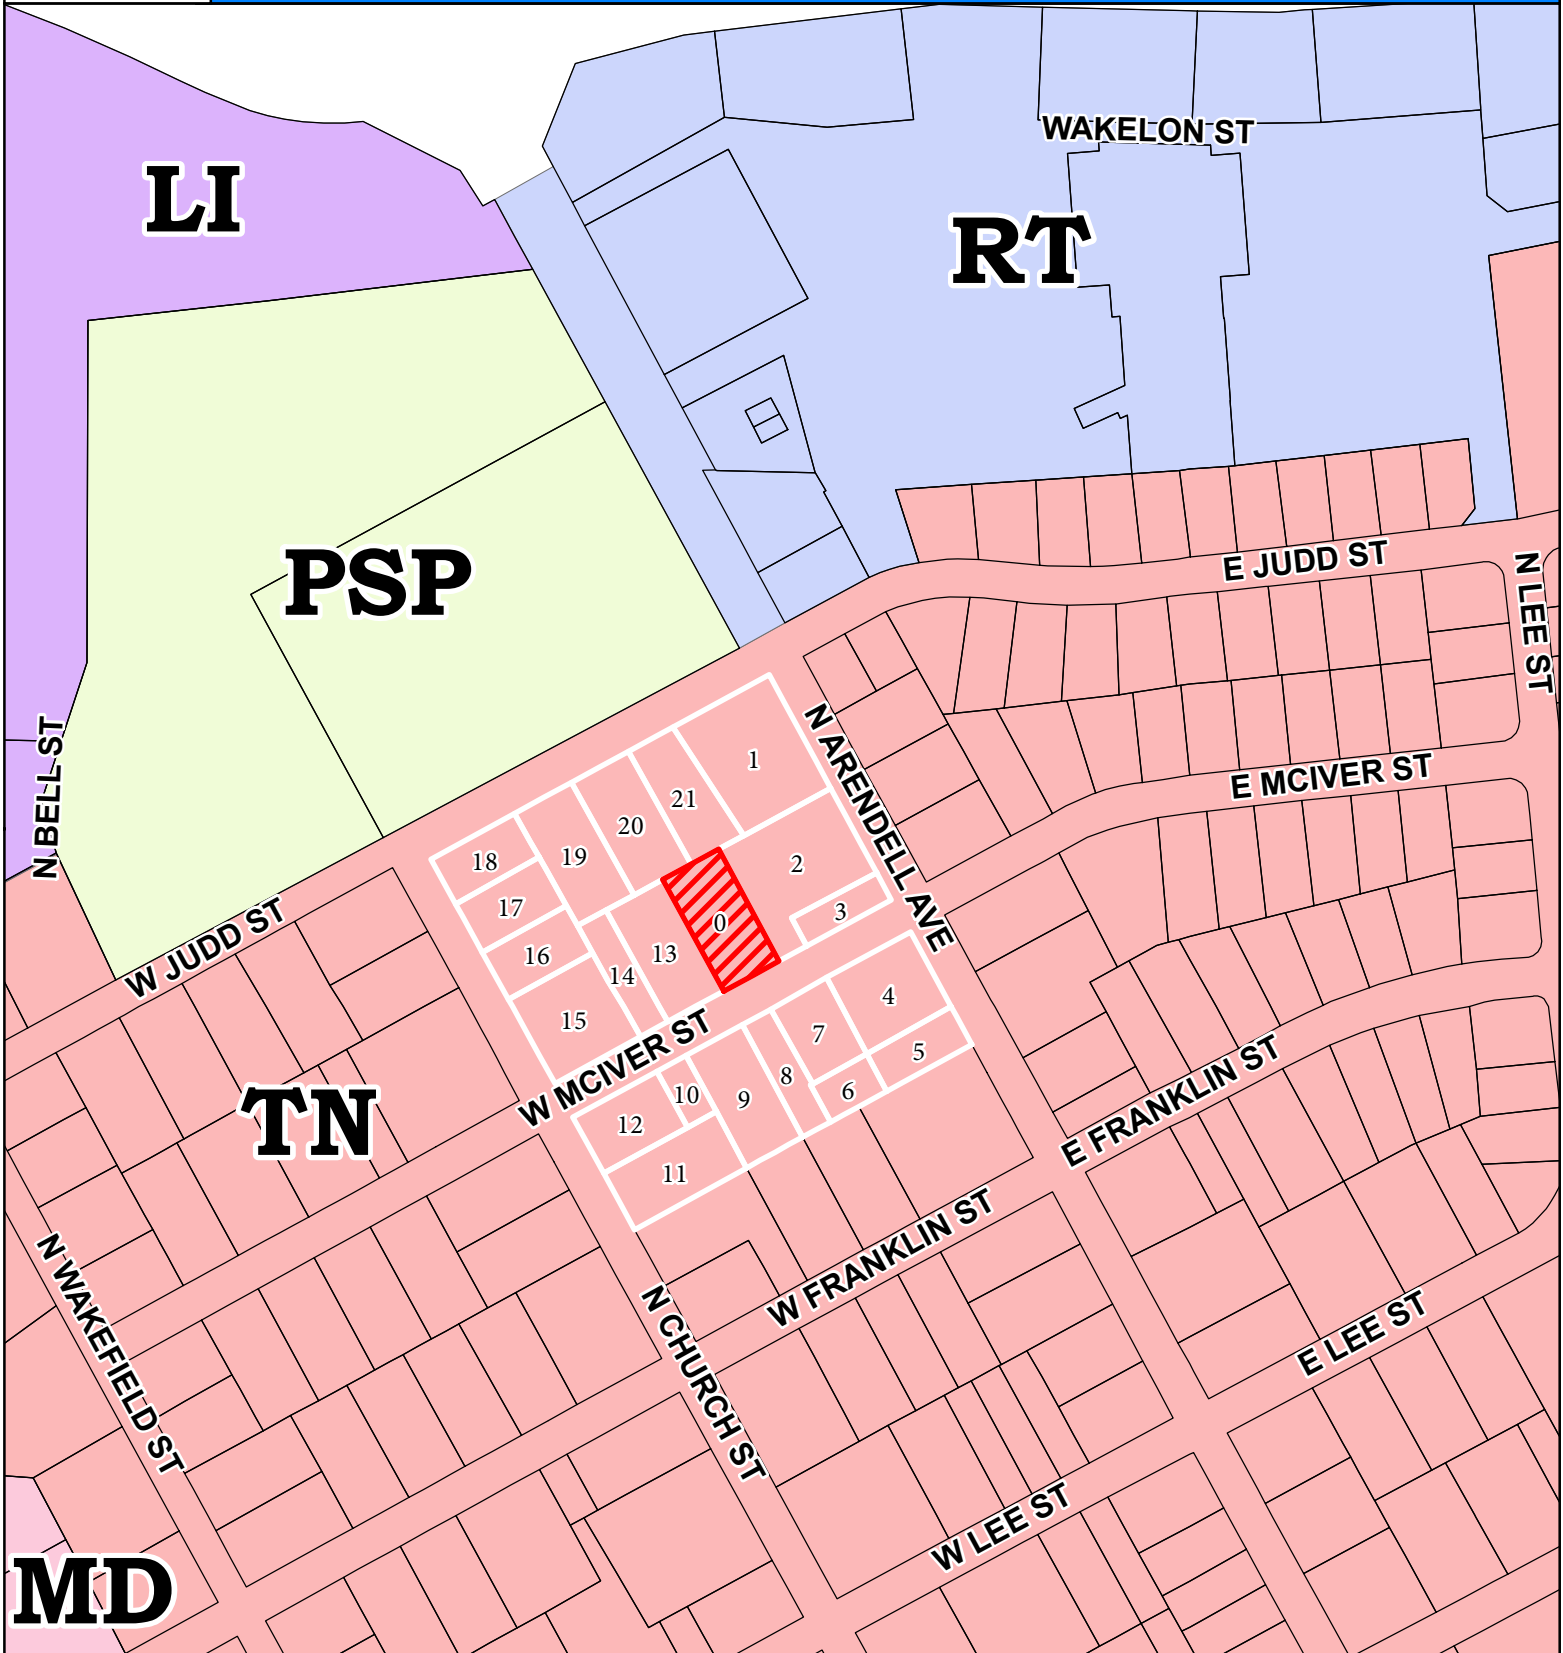 WAKELON ST
LI
RT
E JUDD ST
PSP
N LEE ST
N BELL ST
N ARENDELL AVE
1
E MCIVER ST
21
20
19
18
2
17
3
0
13
16
14
W JUDD ST
15
4
W MCIVER ST
7
5
8
6
10
9
12
E FRANKLIN ST
TN
11
W FRANKLIN ST
N WAKEFIELD ST
N CHURCH ST
E LEE ST
W LEE ST
MD